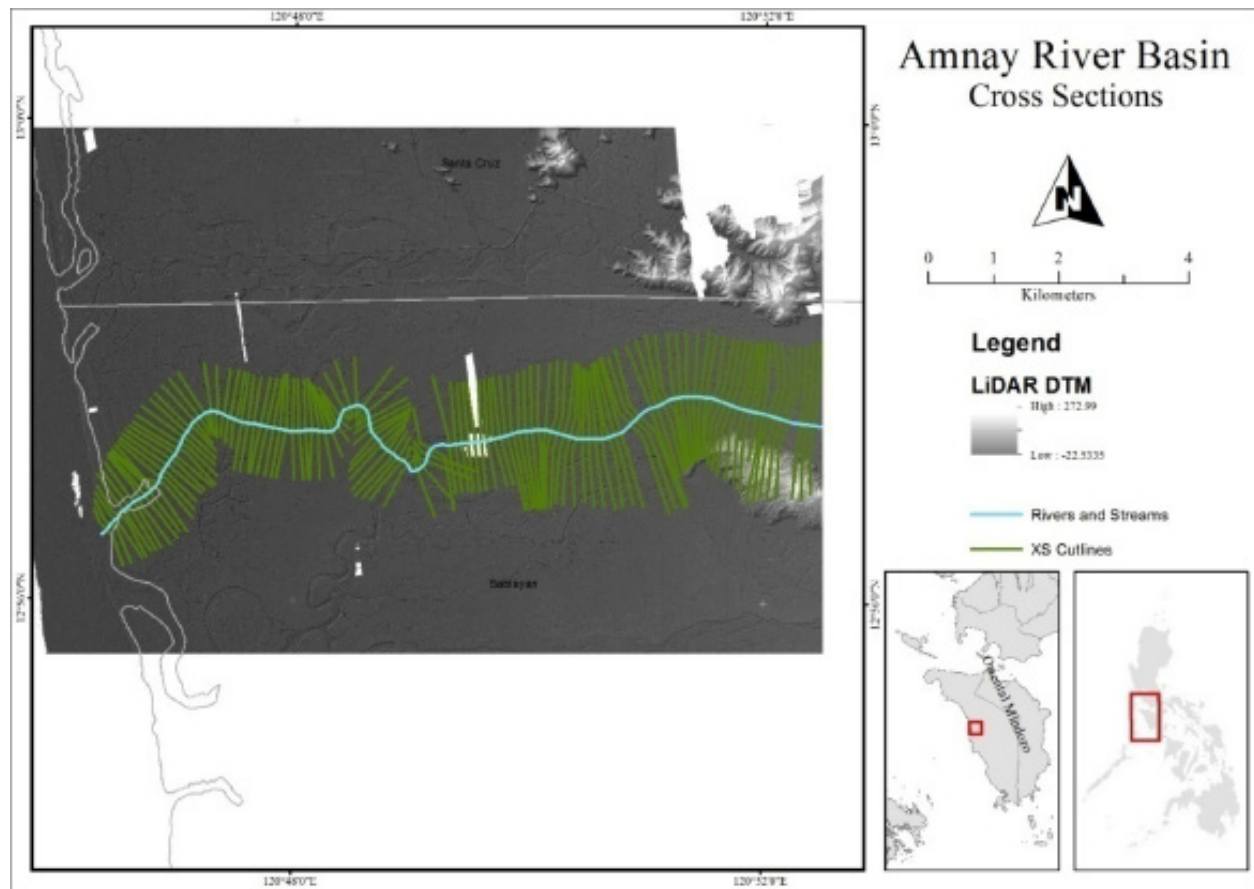 120°48'0"E
120°52'0"E
Amnay River Basin
Cross Sections
13°0'0"N
13°0'0"N
Santa Cruz
N
0 1 2 4
Kilometers
Legend
LiDAR DTM
High : 272.99
Low : -22.5335
Rivers and Streams
XS Cutlines
Sablayan
12°56'0"N
12°56'0"N
Oriental Mindoro
120°48'0"E
120°52'0"E